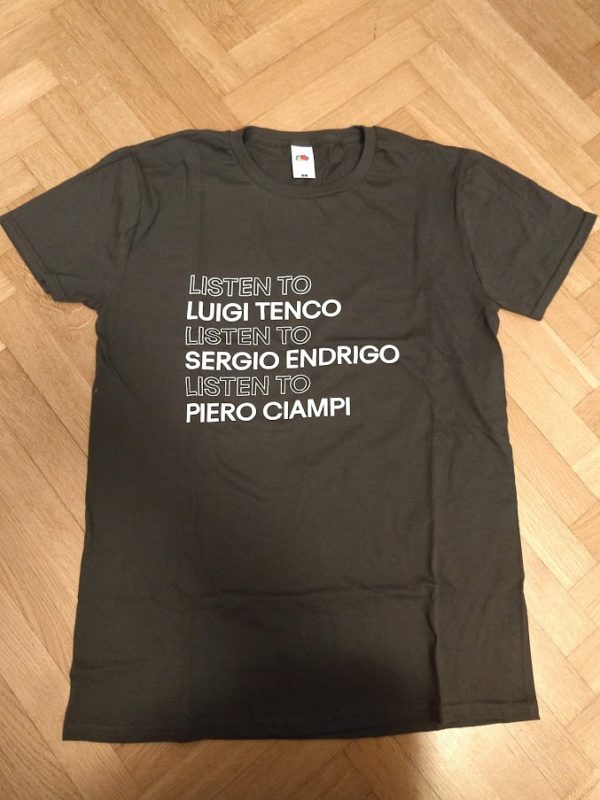 LISTEN TO
LUIGI TENCO
LISTEN TO
SERGIO ENDRIGO
LISTEN TO
PIERO CIAMPI